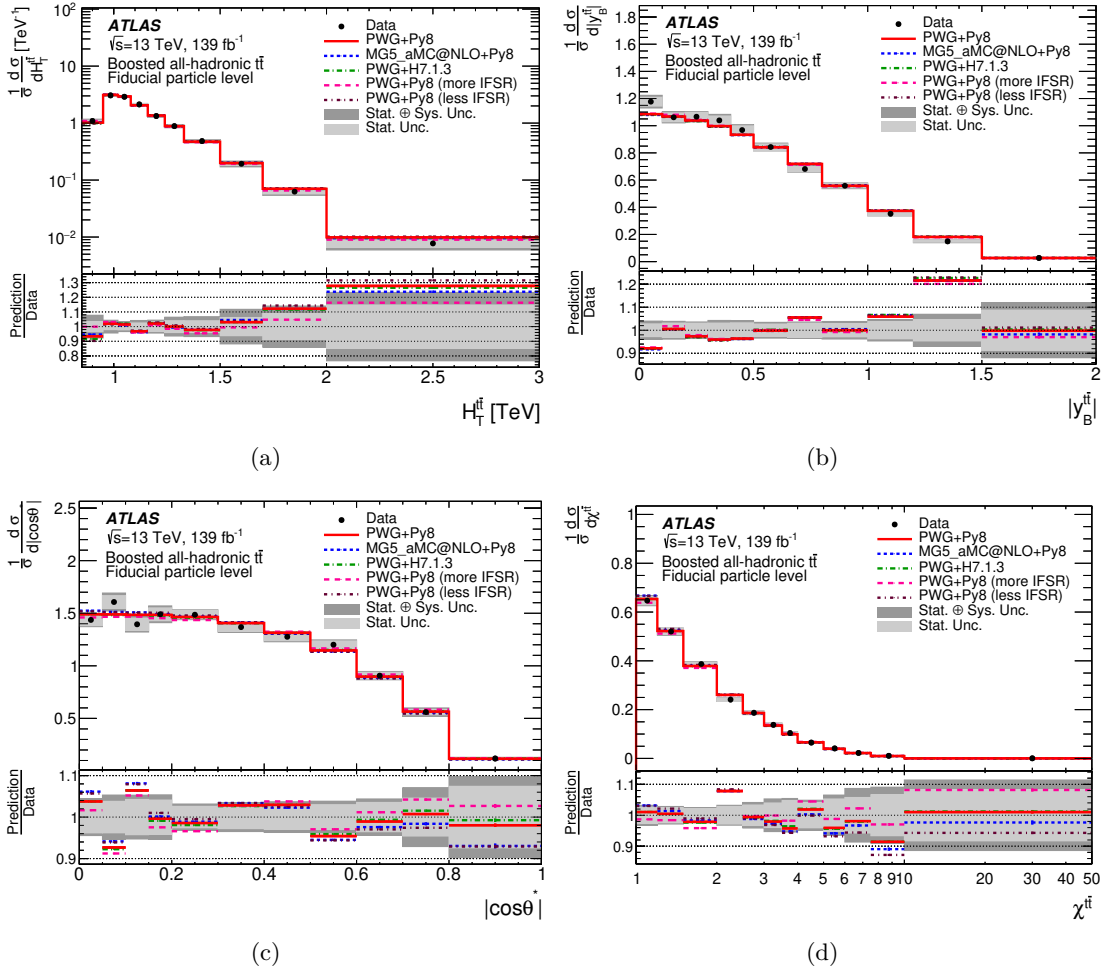 ATLAS
√s=13 TeV, 139 fb⁻¹
Boosted all-hadronic tt̄
Fiducial particle level
Data
PWG+Py8
MG5_aMC@NLO+Py8
PWG+H7.1.3
PWG+Py8 (more IFSR)
PWG+Py8 (less IFSR)
Stat. ⊕ Sys. Unc.
Stat. Unc.
1/σ dσ/dH_T^{tt̄} [TeV⁻¹]
10²
10
1
10⁻¹
10⁻²
Prediction
Data
1.3
1.2
1.1
1.0
0.9
0.8
1 1.5 2 2.5 3
H_T^{tt̄} [TeV]
(a)
ATLAS
√s=13 TeV, 139 fb⁻¹
Boosted all-hadronic tt̄
Fiducial particle level
Data
PWG+Py8
MG5_aMC@NLO+Py8
PWG+H7.1.3
PWG+Py8 (more IFSR)
PWG+Py8 (less IFSR)
Stat. ⊕ Sys. Unc.
Stat. Unc.
1/σ dσ/d|y_B^{tt̄}|
1.8
1.6
1.4
1.2
1.0
0.8
0.6
0.4
0.2
0
Prediction
Data
1.2
1.1
1.0
0.9
0 0.5 1 1.5 2
|y_B^{tt̄}|
(b)
ATLAS
√s=13 TeV, 139 fb⁻¹
Boosted all-hadronic tt̄
Fiducial particle level
Data
PWG+Py8
MG5_aMC@NLO+Py8
PWG+H7.1.3
PWG+Py8 (more IFSR)
PWG+Py8 (less IFSR)
Stat. ⊕ Sys. Unc.
Stat. Unc.
1/σ dσ/d|cosθ*|
2.5
2.0
1.5
1.0
0.5
Prediction
Data
1.1
1.0
0.9
0 0.2 0.4 0.6 0.8 1
|cosθ*|
(c)
ATLAS
√s=13 TeV, 139 fb⁻¹
Boosted all-hadronic tt̄
Fiducial particle level
Data
PWG+Py8
MG5_aMC@NLO+Py8
PWG+H7.1.3
PWG+Py8 (more IFSR)
PWG+Py8 (less IFSR)
Stat. ⊕ Sys. Unc.
Stat. Unc.
1/σ dσ/dχ^{tt̄}
1
0.8
0.6
0.4
0.2
0
Prediction
Data
1.1
1.0
0.9
1 2 3 4 5 6 7 8 910 20 30 40 50
χ^{tt̄}
(d)